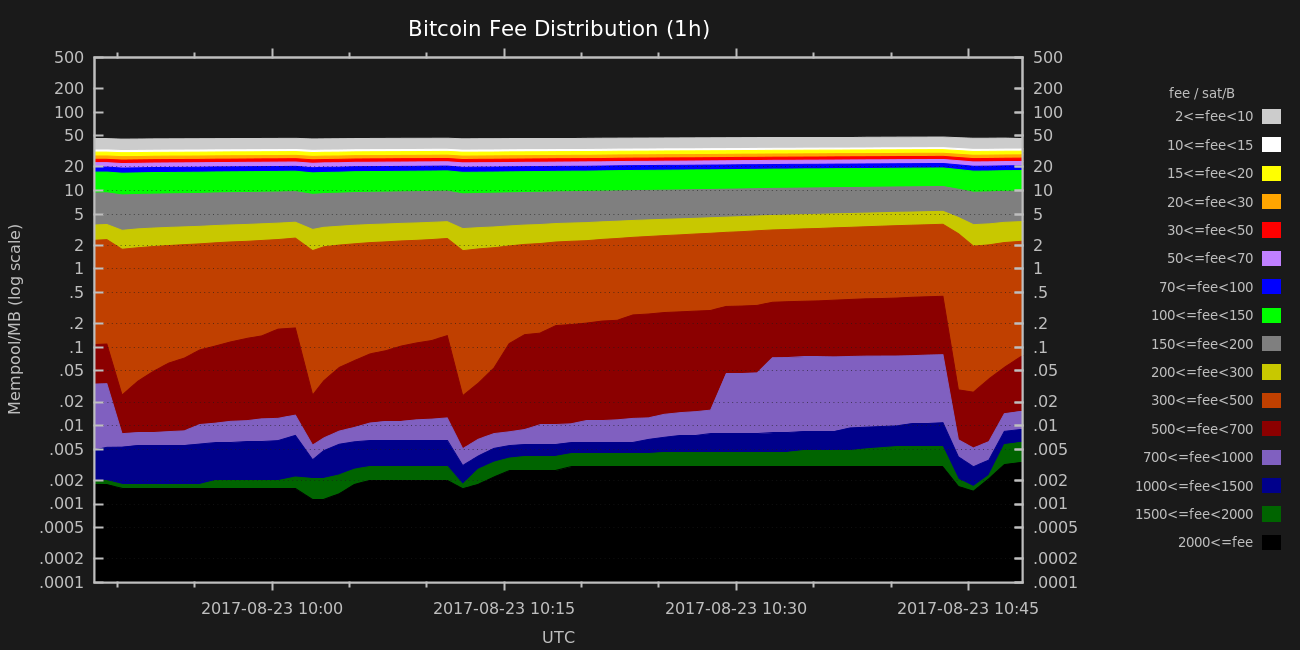 Bitcoin Fee Distribution (1h)
500
200
100
50
20
10
5
2
1
.5
.2
.1
.05
.02
.01
.005
.002
.001
.0005
.0002
.0001
Mempool/MB (log scale)
500
200
100
50
20
10
5
2
1
.5
.2
.1
.05
.02
.01
.005
.002
.001
.0005
.0002
.0001
2017-08-23 10:00
2017-08-23 10:15
2017-08-23 10:30
2017-08-23 10:45
UTC
fee / sat/B
2<=fee<10
10<=fee<15
15<=fee<20
20<=fee<30
30<=fee<50
50<=fee<70
70<=fee<100
100<=fee<150
150<=fee<200
200<=fee<300
300<=fee<500
500<=fee<700
700<=fee<1000
1000<=fee<1500
1500<=fee<2000
2000<=fee